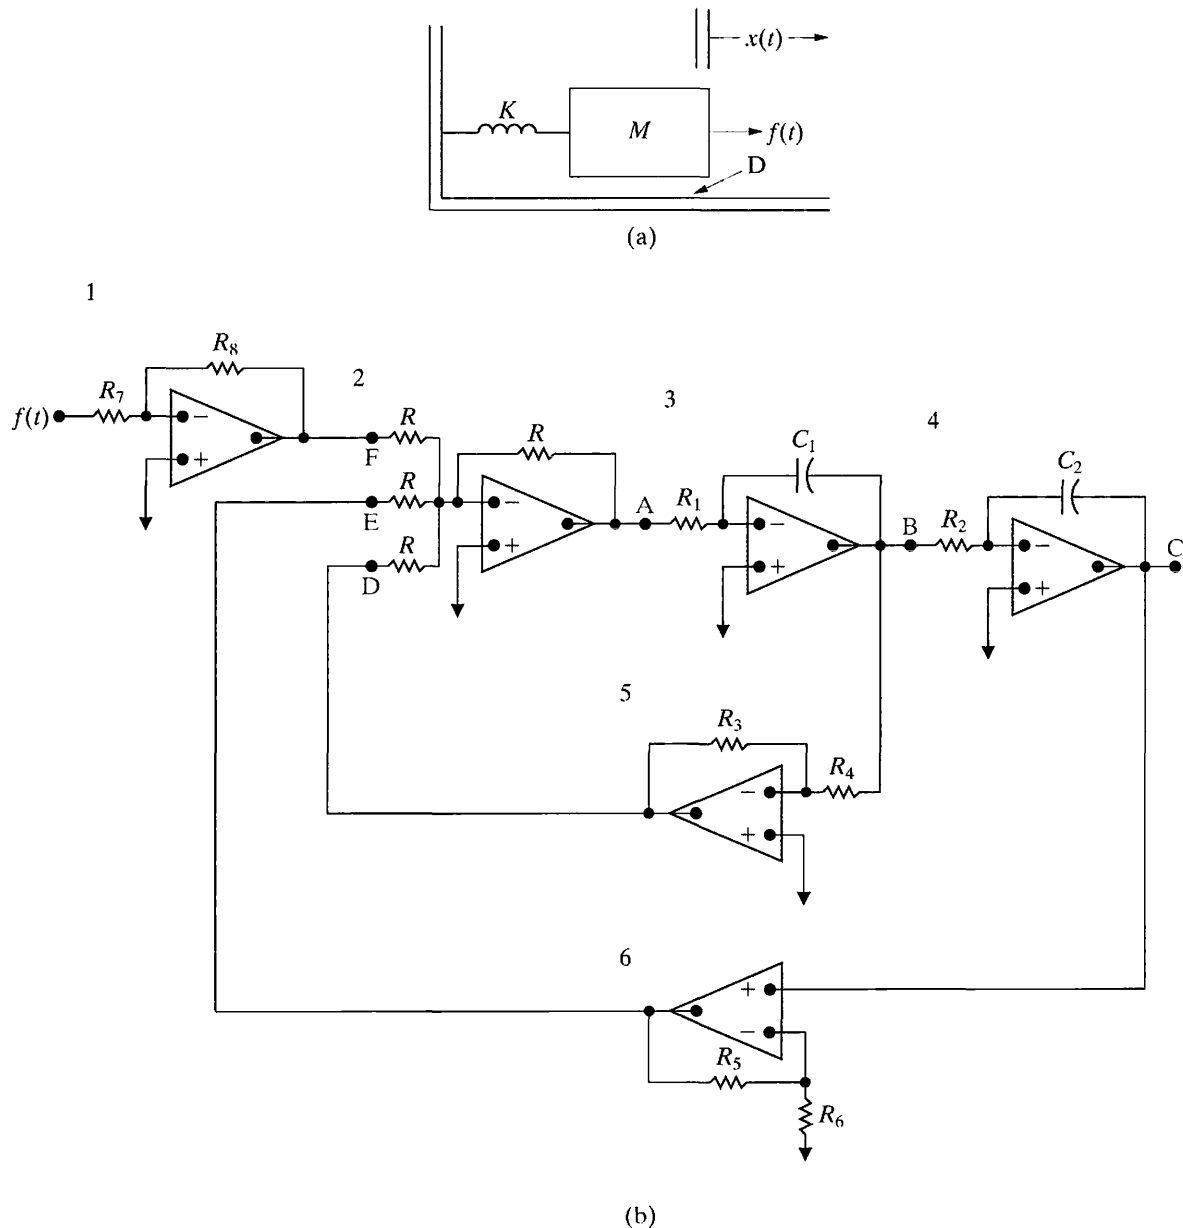 x(t)
K
M
f(t)
D
(a)
1
R8
2
R7
f(t)
−
+
F
R
3
R
E
R
−
+
D
R
A
R1
C1
4
−
+
B
R2
C2
−
+
C
5
R3
R4
−
+
6
+
−
R5
R6
(b)